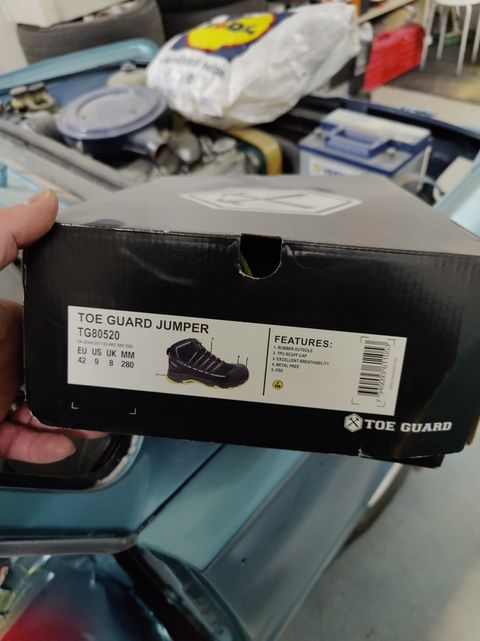 TOE GUARD JUMPER
TG80520
EU US UK MM
42 9 8 280
FEATURES:
1. RUBBER OUTSOLE
2. TPU SCUFF CAP
3. EXCELLENT BREATHABILITY
4. METAL FREE
5. ESD
TOE GUARD